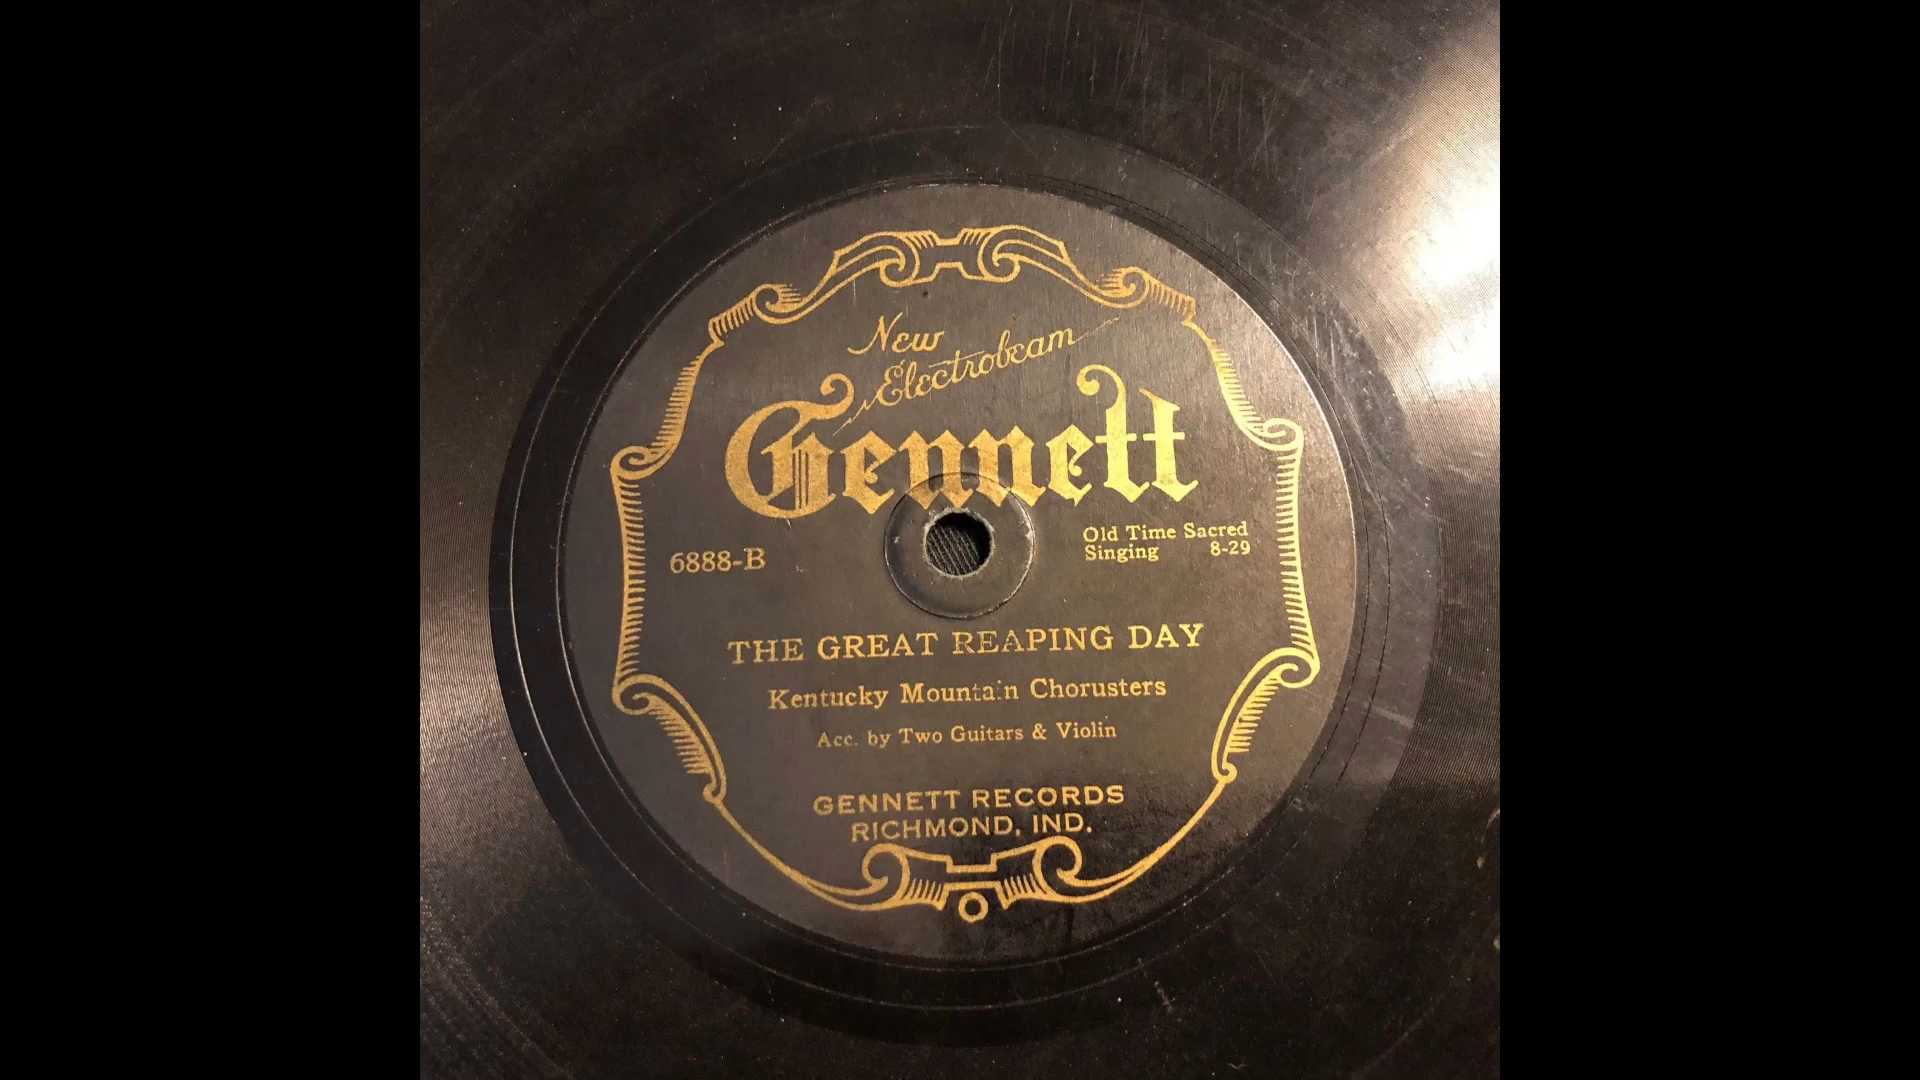 New
Electrobeam
Gennett
6888-B
Old Time Sacred
Singing 8-29
THE GREAT REAPING DAY
Kentucky Mountain Chorusters
Acc. by Two Guitars & Violin
GENNETT RECORDS
RICHMOND, IND.